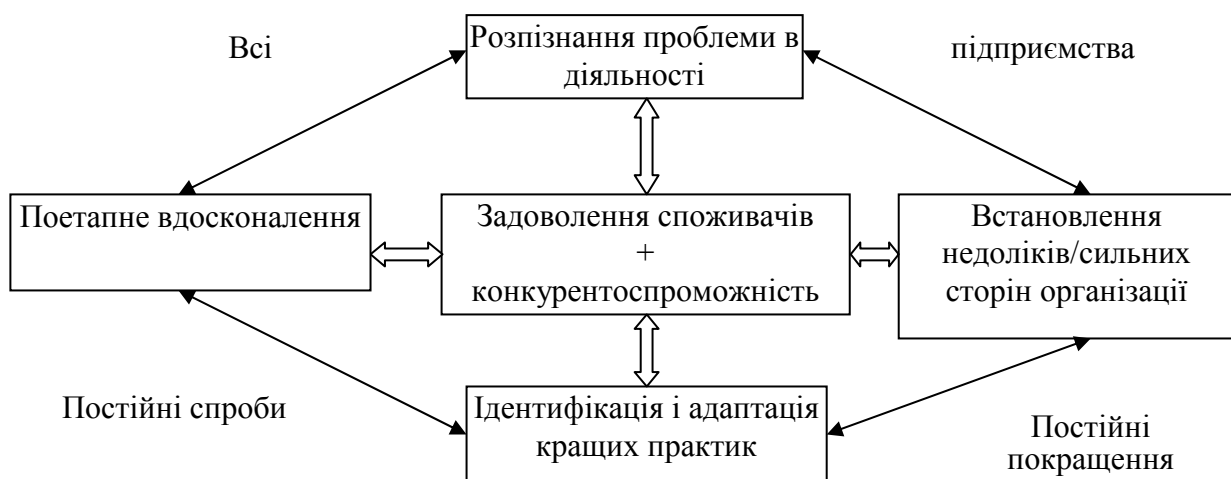 Всі
Розпізнання проблеми в
діяльності
підприємства
Поетапне вдосконалення
Задоволення споживачів
+
конкурентоспроможність
Встановлення
недоліків/сильних
сторін організації
Постійні спроби
Ідентифікація і адаптація
кращих практик
Постійні
покращення